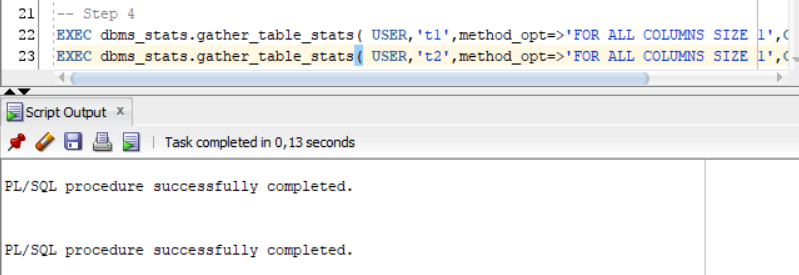 21 -- Step 4
22 EXEC dbms_stats.gather_table_stats( USER,'t1',method_opt=>'FOR ALL COLUMNS SIZE 1',
23 EXEC dbms_stats.gather_table_stats( USER,'t2',method_opt=>'FOR ALL COLUMNS SIZE 1',
Script Output x
Task completed in 0,13 seconds
PL/SQL procedure successfully completed.
PL/SQL procedure successfully completed.